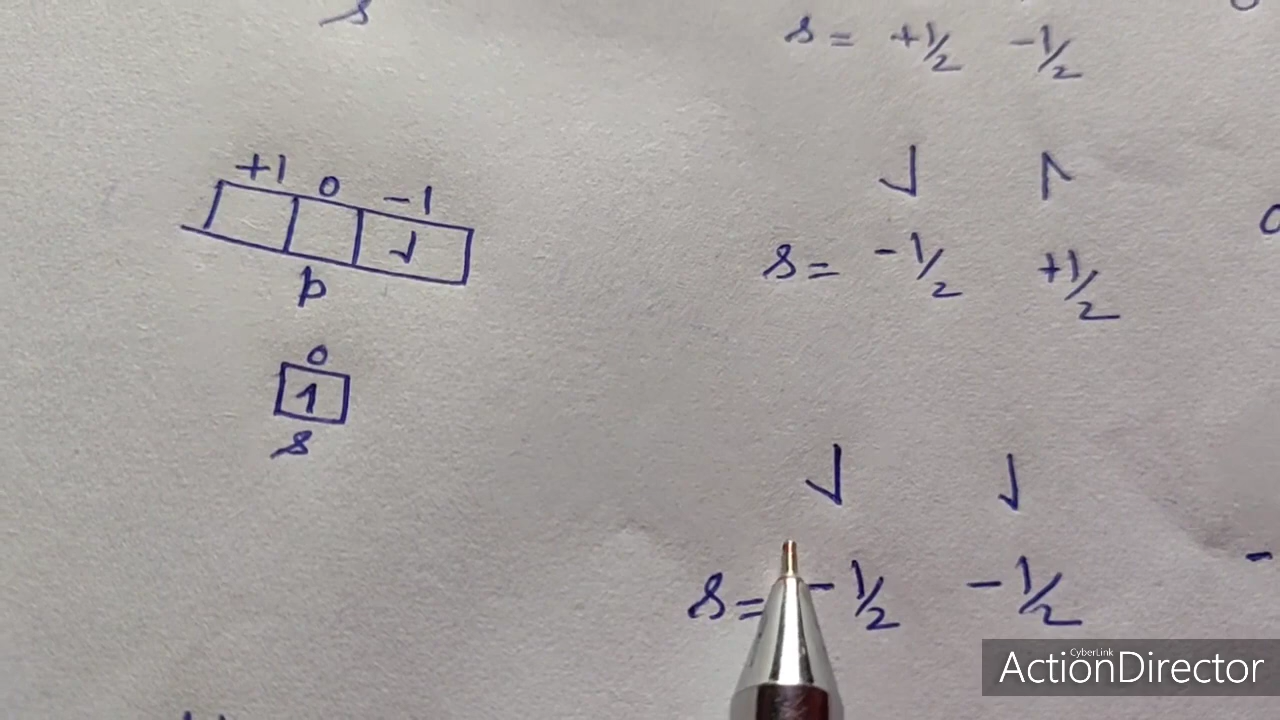 s
s = +1/2 -1/2
+1 0 -1
p
s = -1/2 +1/2
0
1
s
s = -1/2 -1/2
CyberLink
ActionDirector